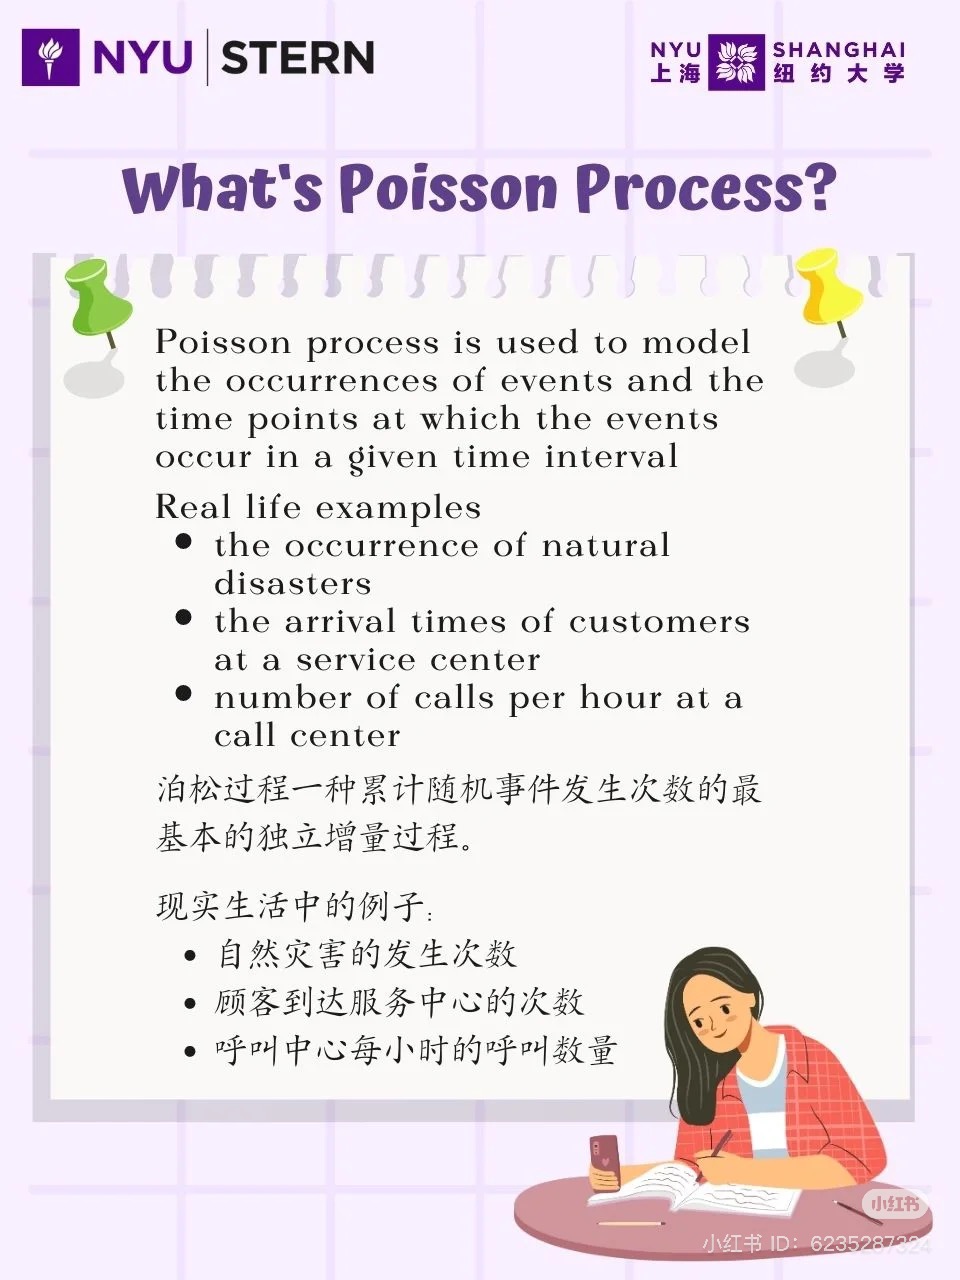 NYU STERN
NYU SHANGHAI
上海 纽约大学
What's Poisson Process?
Poisson process is used to model
the occurrences of events and the
time points at which the events
occur in a given time interval
Real life examples
● the occurrence of natural
disasters
● the arrival times of customers
at a service center
● number of calls per hour at a
call center
泊松过程一种累计随机事件发生次数的最
基本的独立增量过程。
现实生活中的例子:
• 自然灾害的发生次数
• 顾客到达服务中心的次数
• 呼叫中心每小时的呼叫数量
小红书
小红书 ID: 6235287324